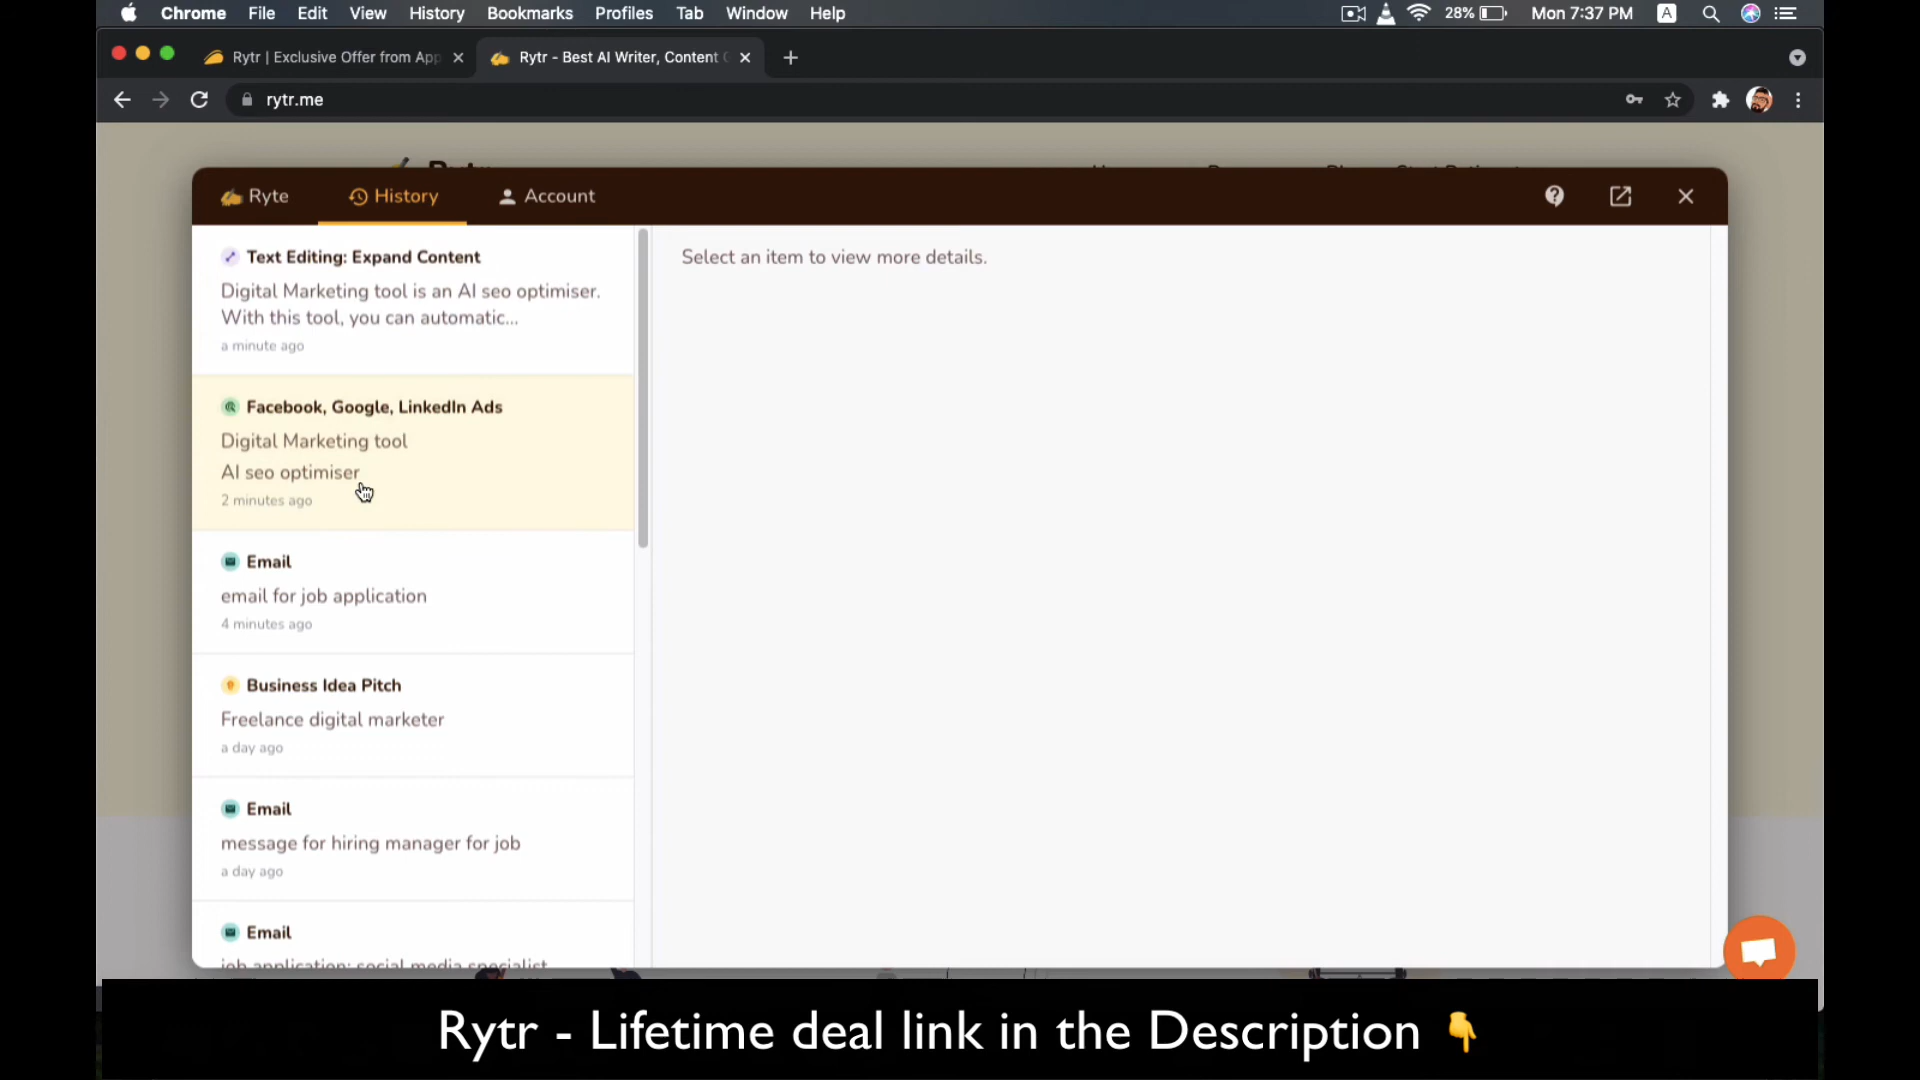 Chrome File Edit View History Bookmarks Profiles Tab Window Help 28% Mon 7:37 PM A
Rytr | Exclusive Offer from App Rytr - Best AI Writer, Content G
rytr.me
Ryte History Account
Text Editing: Expand Content
Digital Marketing tool is an AI seo optimiser.
With this tool, you can automatic...
a minute ago
Select an item to view more details.
Facebook, Google, LinkedIn Ads
Digital Marketing tool
AI seo optimiser
2 minutes ago
Email
email for job application
4 minutes ago
Business Idea Pitch
Freelance digital marketer
a day ago
Email
message for hiring manager for job
a day ago
Email
job application: social media specialist
Rytr - Lifetime deal link in the Description 👇